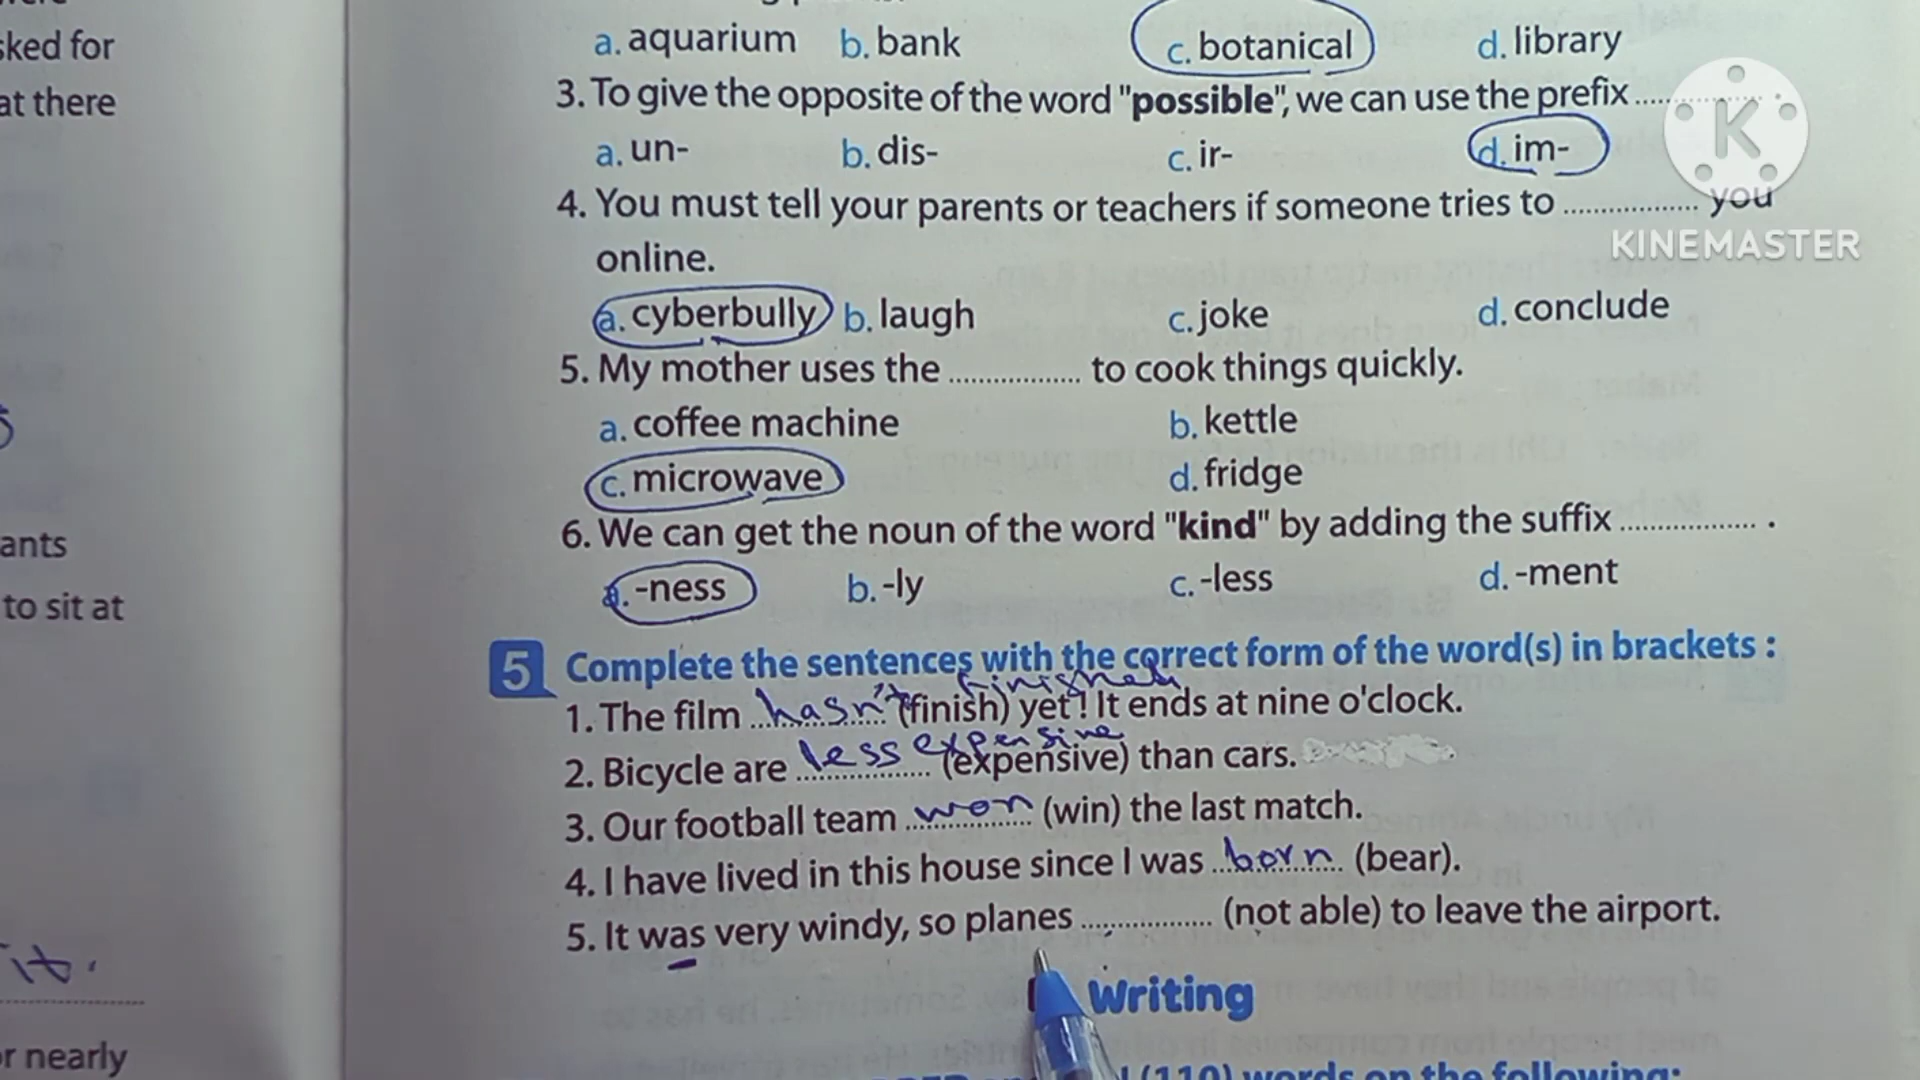 sked for
at there
ants
to sit at
it.
r nearly
a. aquarium b. bank c. botanical d. library
3. To give the opposite of the word "possible", we can use the prefix .......... .
a. un- b. dis- c. ir- d. im-
4. You must tell your parents or teachers if someone tries to .......... you
online.
a. cyberbully b. laugh c. joke d. conclude
5. My mother uses the .......... to cook things quickly.
a. coffee machine b. kettle
c. microwave d. fridge
6. We can get the noun of the word "kind" by adding the suffix .......... .
a. -ness b. -ly c. -less d. -ment
5 Complete the sentences with the correct form of the word(s) in brackets :
1. The film hasn't finished (finish) yet! It ends at nine o'clock.
2. Bicycle are less expensive (expensive) than cars.
3. Our football team won (win) the last match.
4. I have lived in this house since I was born (bear).
5. It was very windy, so planes .......... (not able) to leave the airport.
Writing
(110) words on the following:
K
KINEMASTER